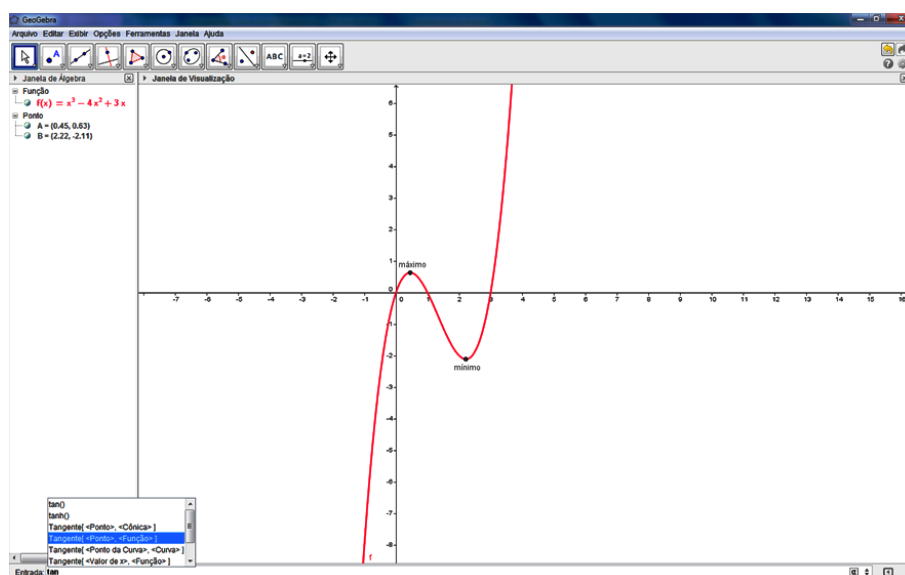 GeoGebra
Arquivo Editar Exibir Opções Ferramentas Janela Ajuda
A
ABC
a=2
Janela de Álgebra
Janela de Visualização
Função
f(x) = x³ − 4 x² + 3 x
Ponto
A = (0.45, 0.63)
B = (2.22, -2.11)
6
5
4
3
2
1
máximo
0
-7 -6 -5 -4 -3 -2 -1 0 1 2 3 4 5 6 7 8 9 10 11 12 13 14 15 16
-1
-2
mínimo
-3
-4
-5
-6
-7
-8
f
tan()
tanh()
Tangente[ <Ponto>, <Cônica> ]
Tangente[ <Ponto>, <Função> ]
Tangente[ <Ponto da Curva>, <Curva> ]
Tangente[ <Valor de x>, <Função> ]
Entrada: tan
α